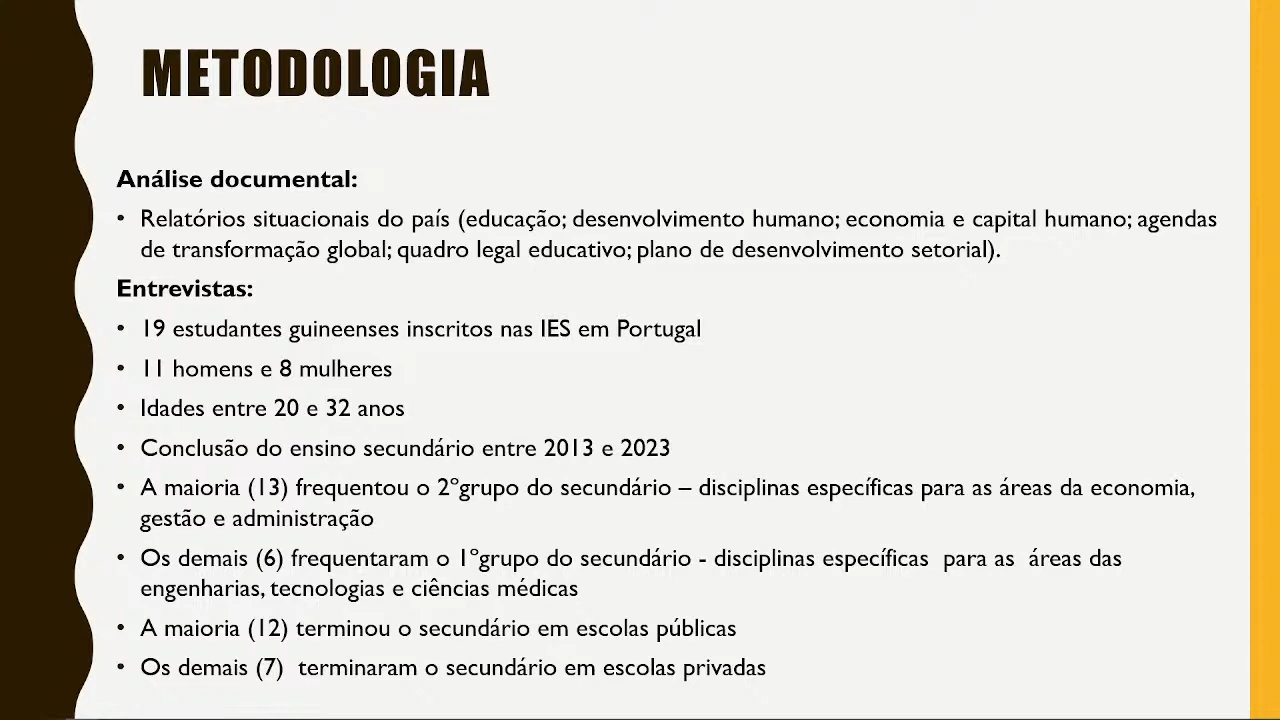 METODOLOGIA
Análise documental:
• Relatórios situacionais do país (educação; desenvolvimento humano; economia e capital humano; agendas
de transformação global; quadro legal educativo; plano de desenvolvimento setorial).
Entrevistas:
• 19 estudantes guineenses inscritos nas IES em Portugal
• 11 homens e 8 mulheres
• Idades entre 20 e 32 anos
• Conclusão do ensino secundário entre 2013 e 2023
• A maioria (13) frequentou o 2ºgrupo do secundário – disciplinas específicas para as áreas da economia,
gestão e administração
• Os demais (6) frequentaram o 1ºgrupo do secundário - disciplinas específicas para as áreas das
engenharias, tecnologias e ciências médicas
• A maioria (12) terminou o secundário em escolas públicas
• Os demais (7) terminaram o secundário em escolas privadas